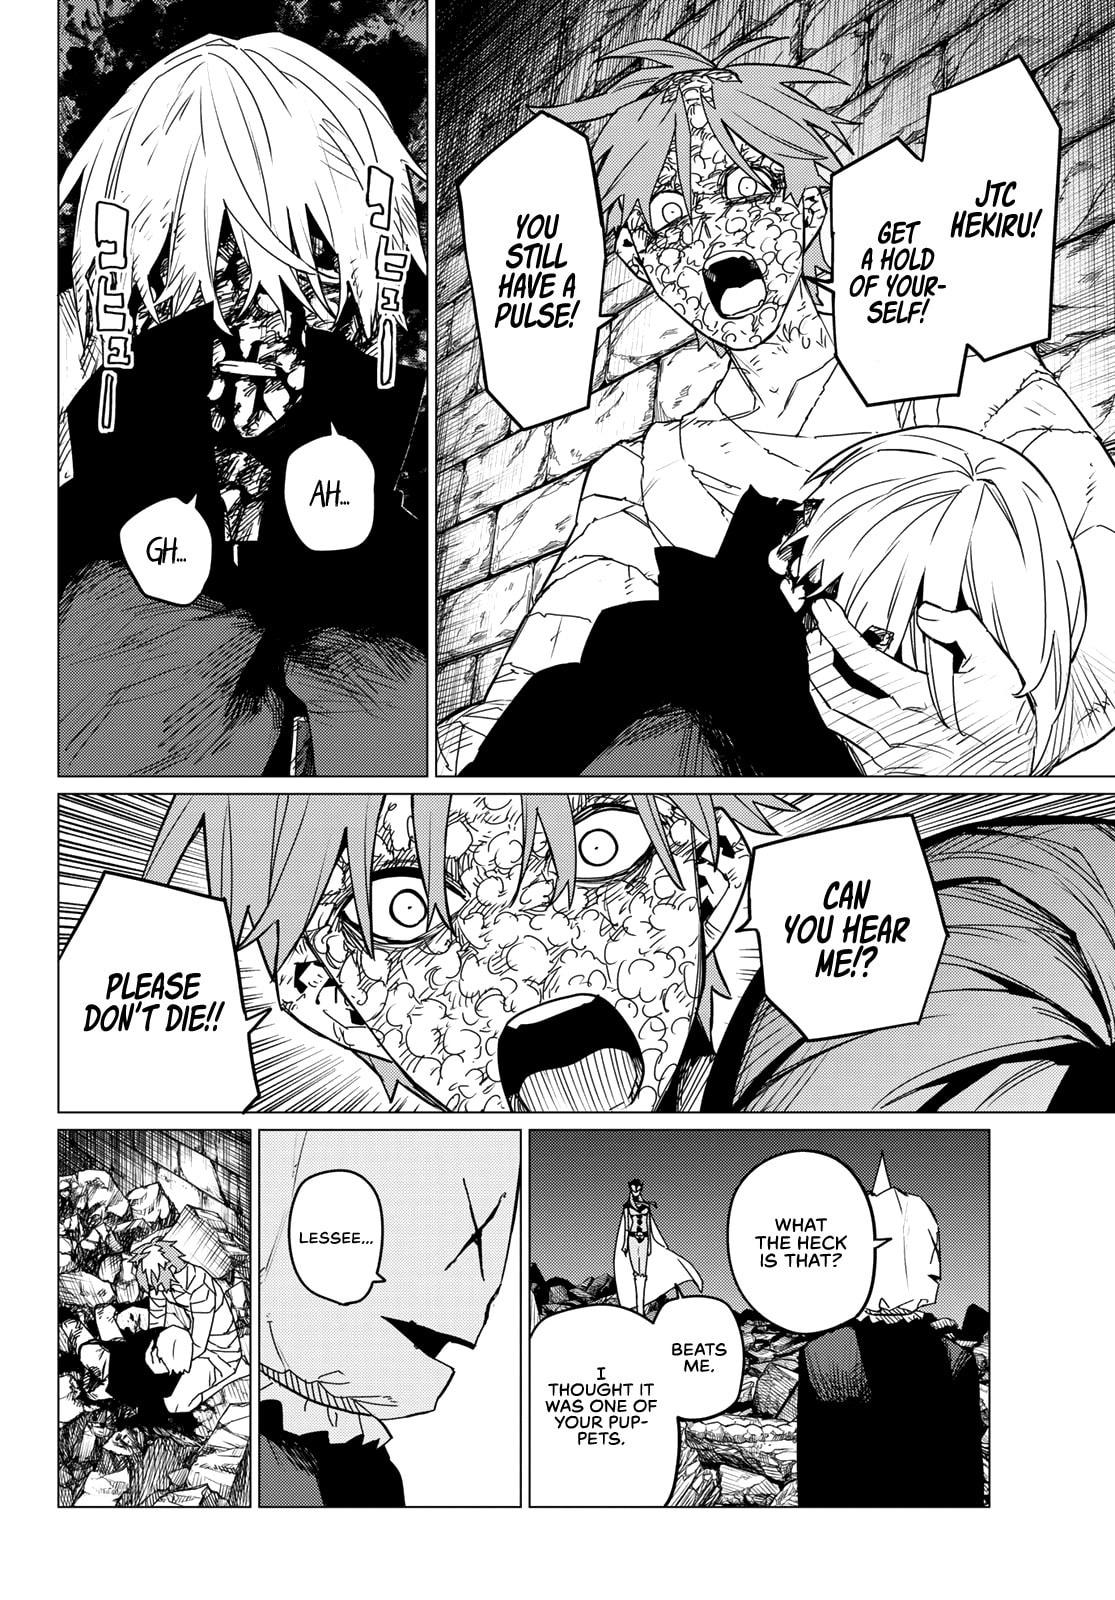 JTC
HEKIRU!
GET
A HOLD
OF YOUR-
SELF!
YOU
STILL
HAVE A
PULSE!
コヒュー
コヒュー
AH...
GH...
CAN
YOU HEAR
ME!?
PLEASE
DON'T DIE!!
WHAT
THE HECK
IS THAT?
BEATS
ME.
I
THOUGHT IT
WAS ONE OF
YOUR PUP-
PETS.
LESSEE...